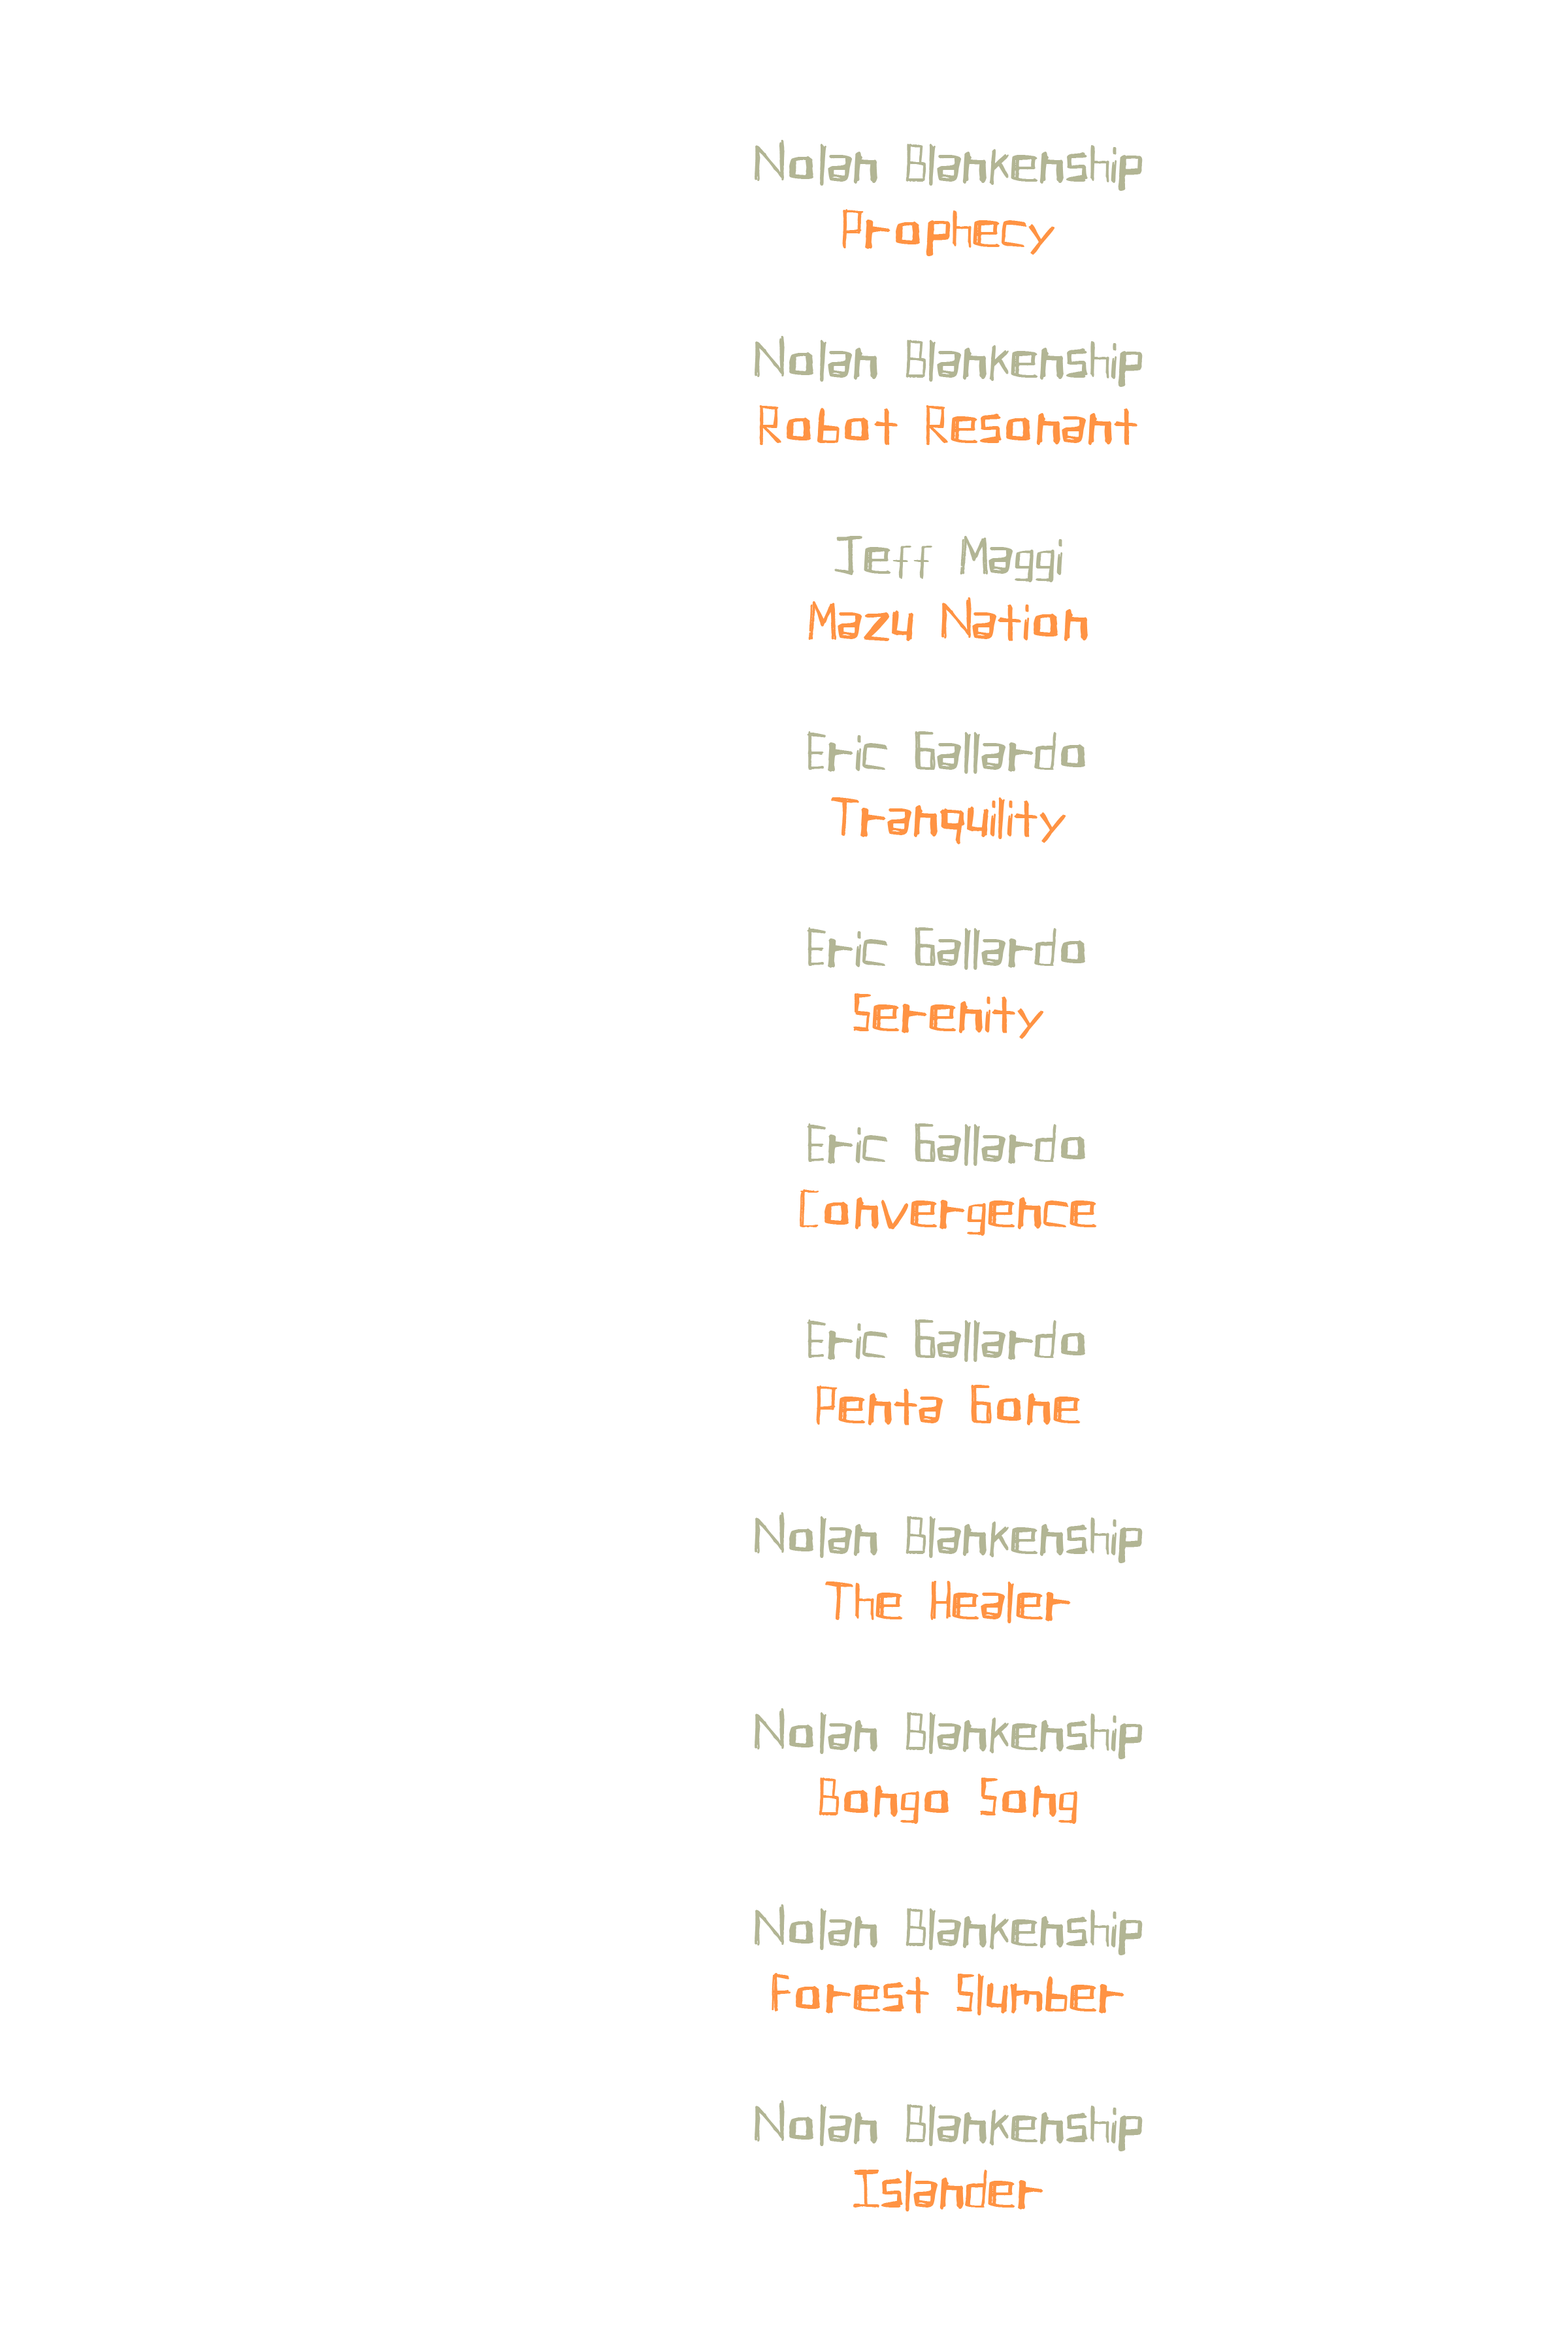 Nolan Blankenship
Prophecy
Nolan Blankenship
Robot Resonant
Jeff Maggi
Mazu Nation
Eric Gallardo
Tranquility
Eric Gallardo
Serenity
Eric Gallardo
Convergence
Eric Gallardo
Penta Gone
Nolan Blankenship
The Healer
Nolan Blankenship
Bongo Song
Nolan Blankenship
Forest Slumber
Nolan Blankenship
Islander